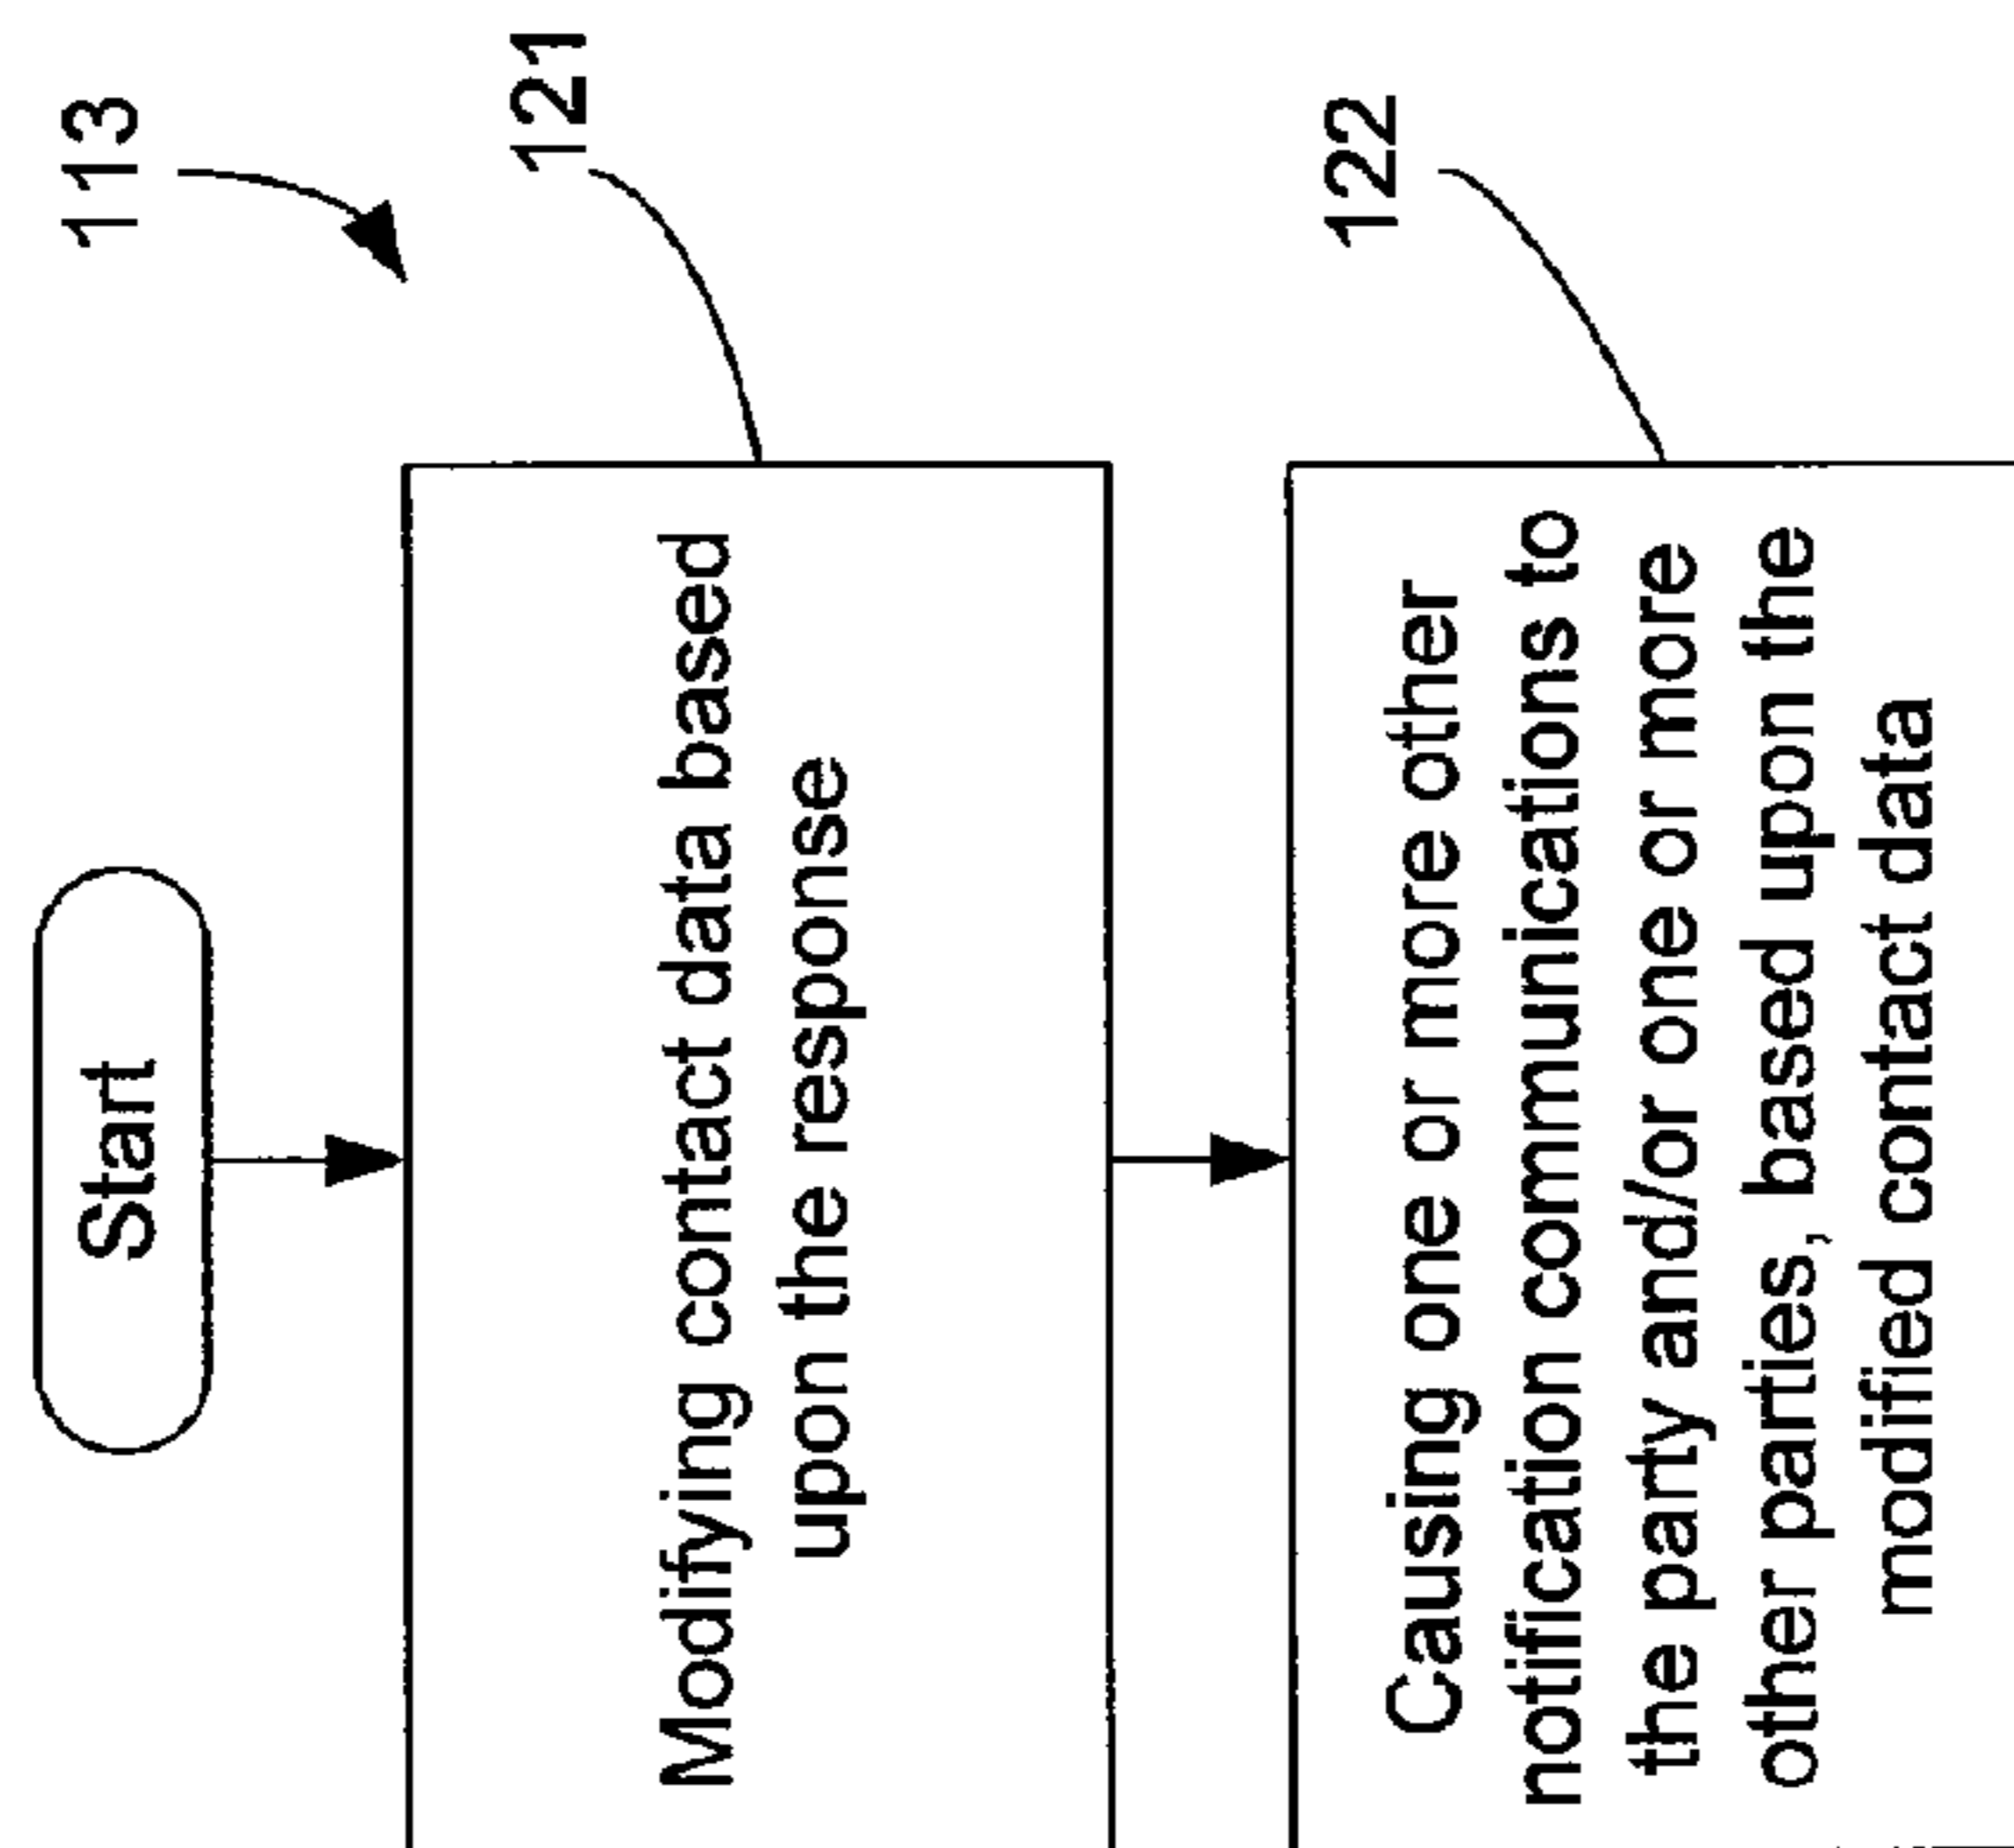 113
Start
121
Modifying contact data based
upon the response
122
Causing one or more other
notification communications to
the party and/or one or more
other parties, based upon the
modified contact data